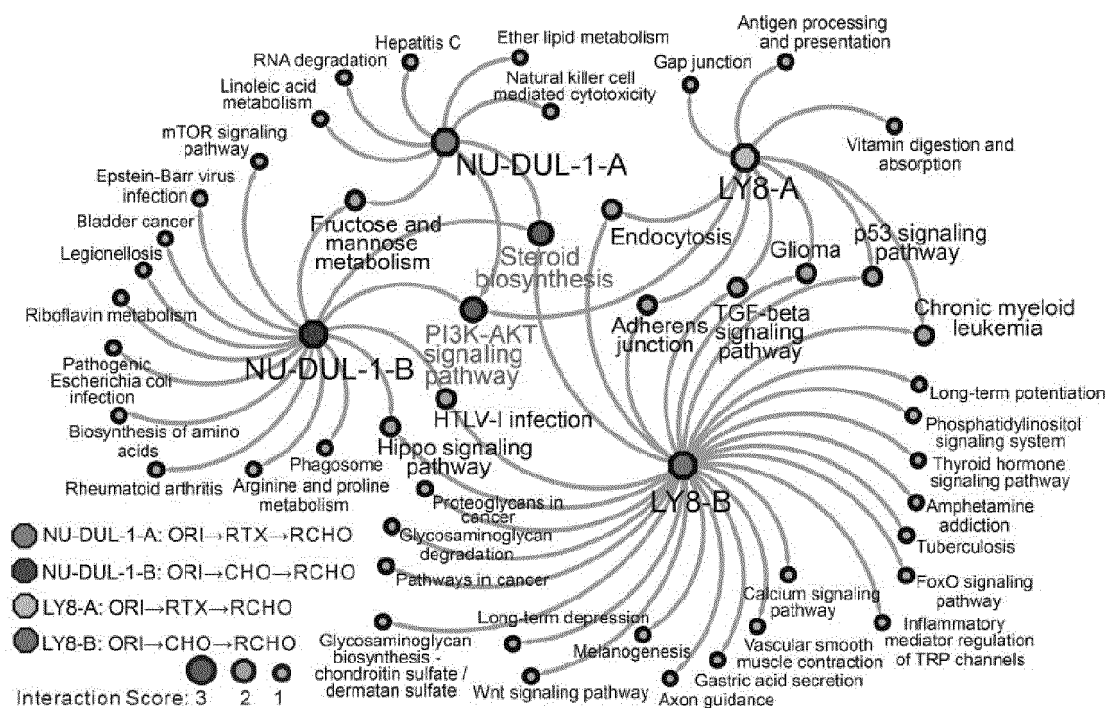 Hepatitis C
Ether lipid metabolism
Antigen processing
and presentation
RNA degradation
Natural killer cell
mediated cytotoxicity
Gap junction
Linoleic acid
metabolism
mTOR signaling
pathway
NU-DUL-1-A
LY8-A
Vitamin digestion and
absorption
Epstein-Barr virus
infection
Bladder cancer
Legionellosis
Fructose and
mannose
metabolism
Steroid
biosynthesis
Endocytosis
Glioma
p53 signaling
pathway
Riboflavin metabolism
Pathogenic
Escherichia coli
infection
NU-DUL-1-B
PI3K-AKT
signaling
pathway
Adherens
junction
TGF-beta
signaling
pathway
Chronic myeloid
leukemia
Biosynthesis of amino
acids
Rheumatoid arthritis
Arginine and proline
metabolism
Phagosome
HTLV-I infection
Hippo signaling
pathway
Proteoglycans in
cancer
Glycosaminoglycan
degradation
Pathways in cancer
LY8-B
Long-term potentiation
Phosphatidylinositol
signaling system
Thyroid hormone
signaling pathway
Amphetamine
addiction
Tuberculosis
FoxO signaling
pathway
Inflammatory
mediator regulation
of TRP channels
Calcium signaling
pathway
Vascular smooth
muscle contraction
Gastric acid secretion
Axon guidance
Melanogenesis
Long-term depression
Wnt signaling pathway
Glycosaminoglycan
biosynthesis -
chondroitin sulfate /
dermatan sulfate
NU-DUL-1-A: ORI→RTX→RCHO
NU-DUL-1-B: ORI→CHO→RCHO
LY8-A: ORI→RTX→RCHO
LY8-B: ORI→CHO→RCHO
Interaction Score: 3 2 1